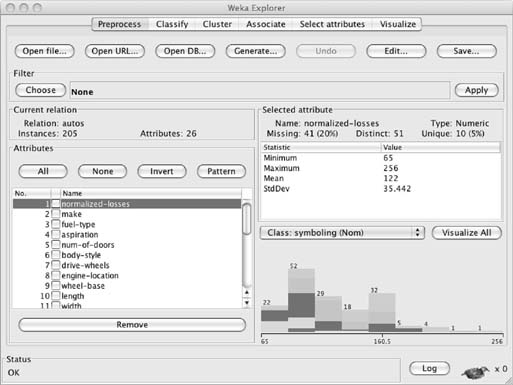 Weka Explorer
Preprocess Classify Cluster Associate Select attributes Visualize
Open file... Open URL... Open DB... Generate... Undo Edit... Save...
Filter
Choose None Apply
Current relation
Relation: autos
Instances: 205 Attributes: 26
Attributes
All None Invert Pattern
No. Name
1 normalized-losses
2 make
3 fuel-type
4 aspiration
5 num-of-doors
6 body-style
7 drive-wheels
8 engine-location
9 wheel-base
10 length
11 width
Remove
Selected attribute
Name: normalized-losses Type: Numeric
Missing: 41 (20%) Distinct: 51 Unique: 10 (5%)
Statistic Value
Minimum 65
Maximum 256
Mean 122
StdDev 35.442
Class: symboling (Nom) Visualize All
22 52 29 18 32 5 4 1 1
65 160.5 256
Status
OK
Log x 0